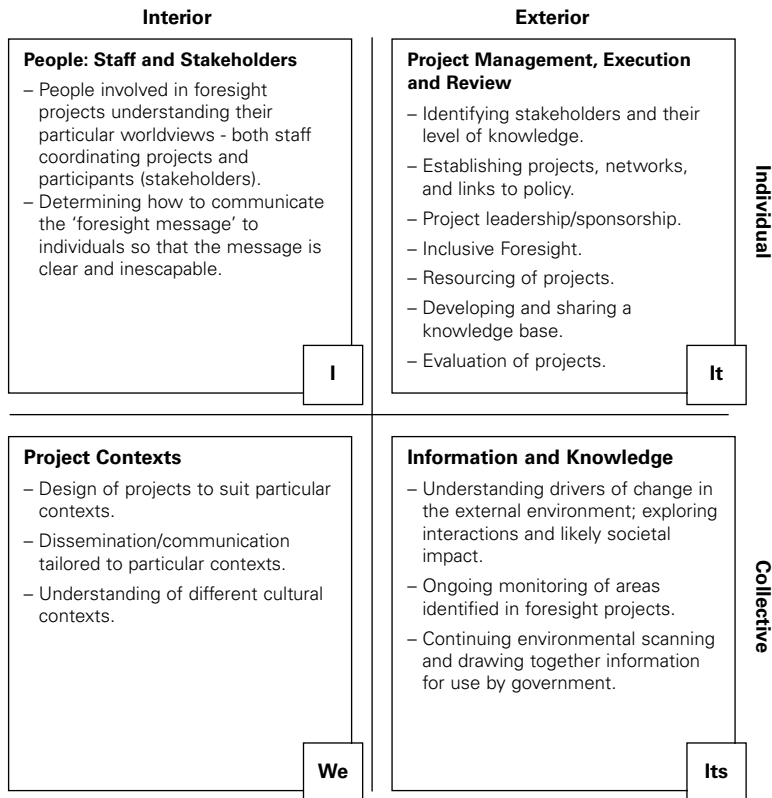 Interior
Exterior
People: Staff and Stakeholders
– People involved in foresight
projects understanding their
particular worldviews - both staff
coordinating projects and
participants (stakeholders).
– Determining how to communicate
the ‘foresight message’ to
individuals so that the message is
clear and inescapable.
I
Project Management, Execution
and Review
– Identifying stakeholders and their
level of knowledge.
– Establishing projects, networks,
and links to policy.
– Project leadership/sponsorship.
– Inclusive Foresight.
– Resourcing of projects.
– Developing and sharing a
knowledge base.
– Evaluation of projects.
It
Individual
Project Contexts
– Design of projects to suit particular
contexts.
– Dissemination/communication
tailored to particular contexts.
– Understanding of different cultural
contexts.
We
Information and Knowledge
– Understanding drivers of change in
the external environment; exploring
interactions and likely societal
impact.
– Ongoing monitoring of areas
identified in foresight projects.
– Continuing environmental scanning
and drawing together information
for use by government.
Its
Collective